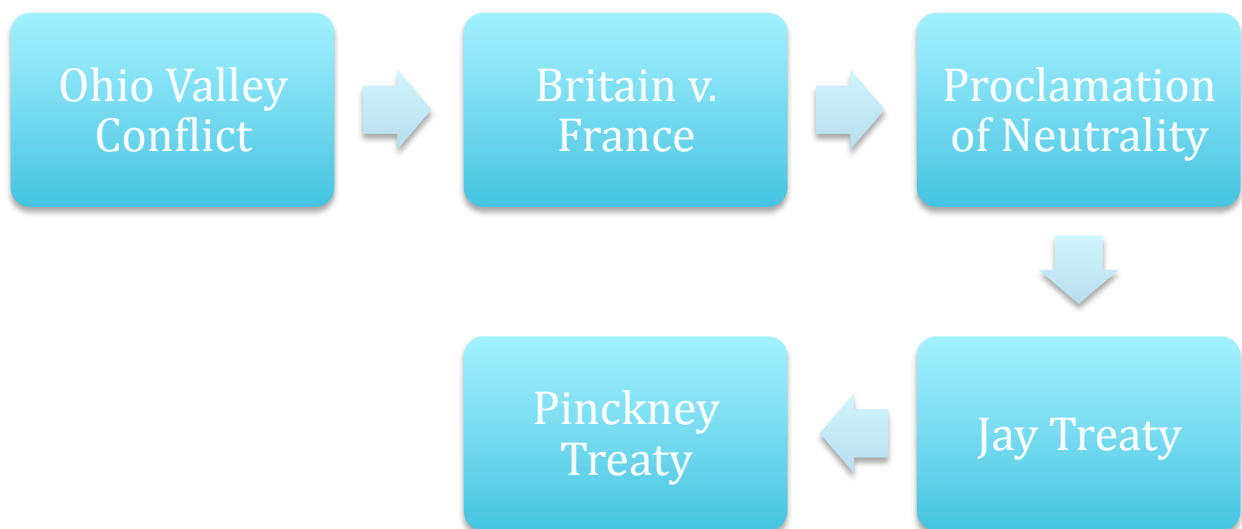 Ohio Valley
Conflict
Britain v.
France
Proclamation
of Neutrality
Jay Treaty
Pinckney
Treaty